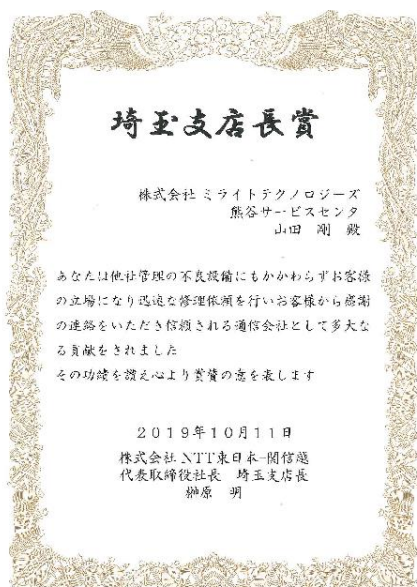 埼玉支店長賞
株式会社 ミライトテクノロジーズ
熊谷サービスセンタ
山田 剛 殿
あなたは他社管理の不良設備にもかかわらずお客様
の立場になり迅速な修理依頼を行いお客様から感謝
の連絡をいただき信頼される通信会社として多大な
る貢献をされました
その功績を讃え心より賞賛の意を表します
2019年10月11日
株式会社 NTT東日本-関信越
代表取締役社長 埼玉支店長
榊原 明